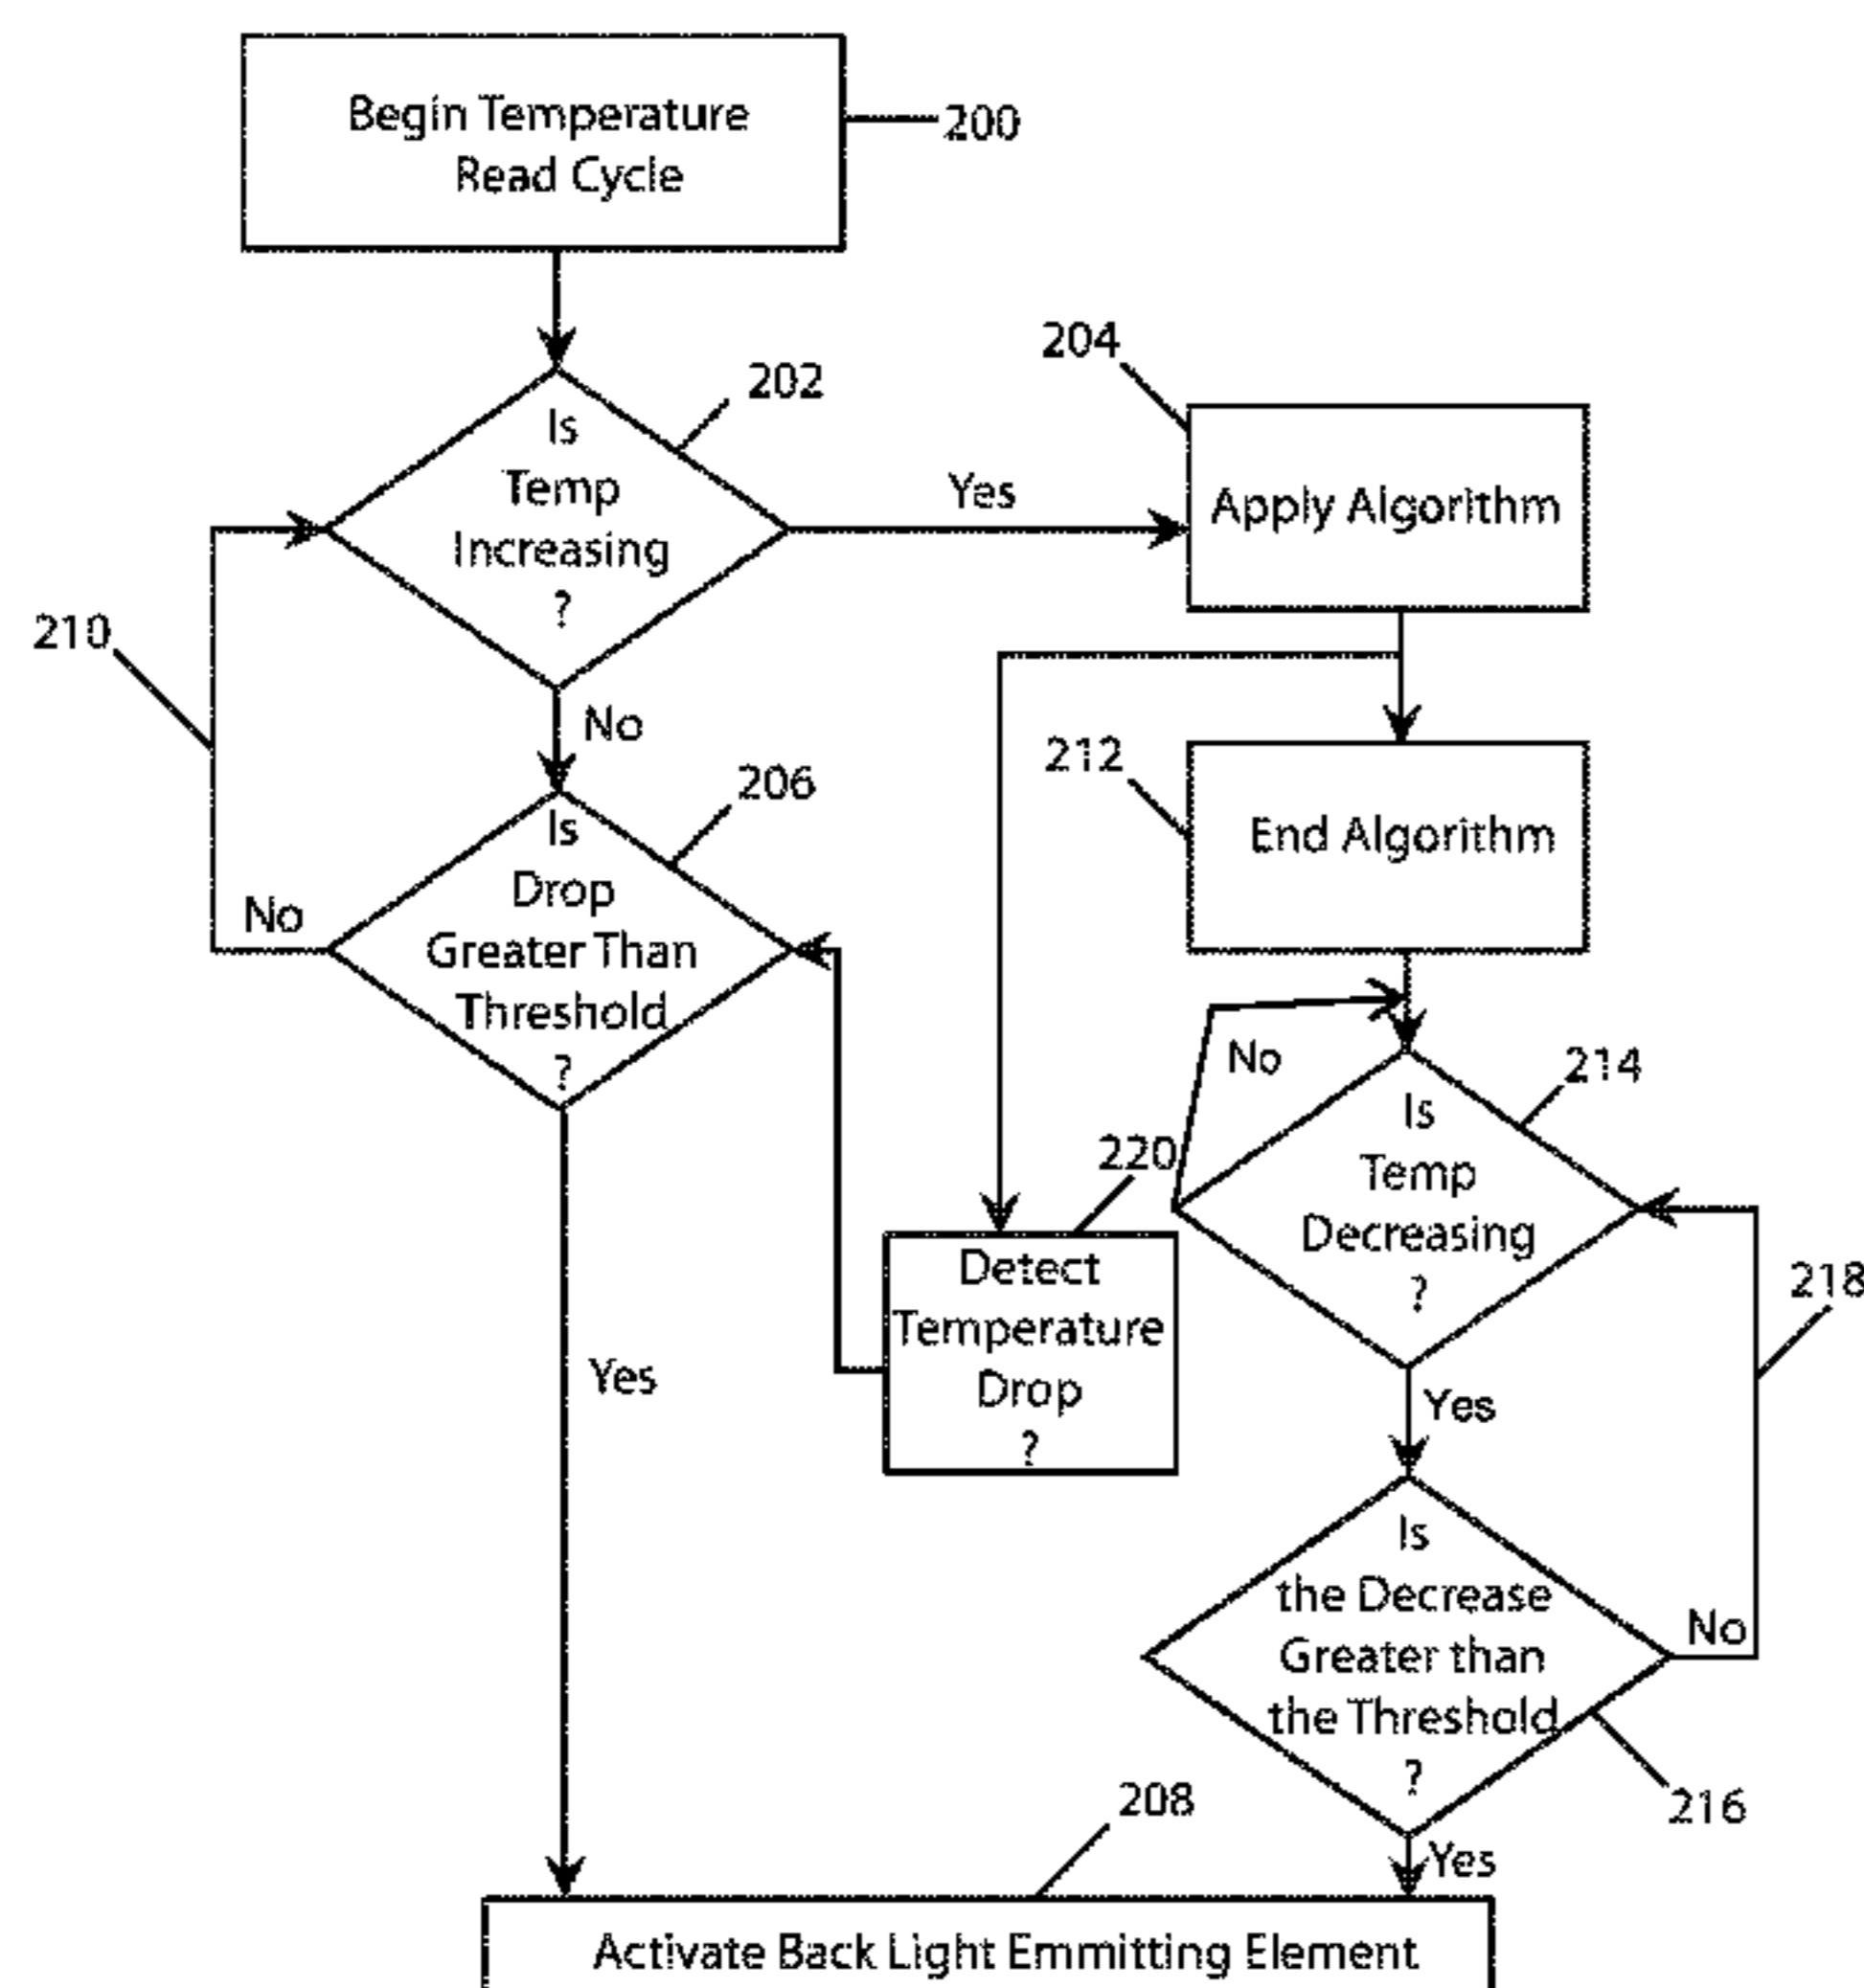 Begin Temperature
Read Cycle
200
202
204
Is
Temp
Increasing
?
Yes
Apply Algorithm
210
No
206
212
End Algorithm
Is
Drop
Greater Than
Threshold
?
No
No
214
Is
Temp
Decreasing
?
220
Detect
Temperature
Drop
?
218
Yes
Yes
Is
the Decrease
Greater than
the Threshold
?
No
216
208
Yes
Activate Back Light Emmitting Element